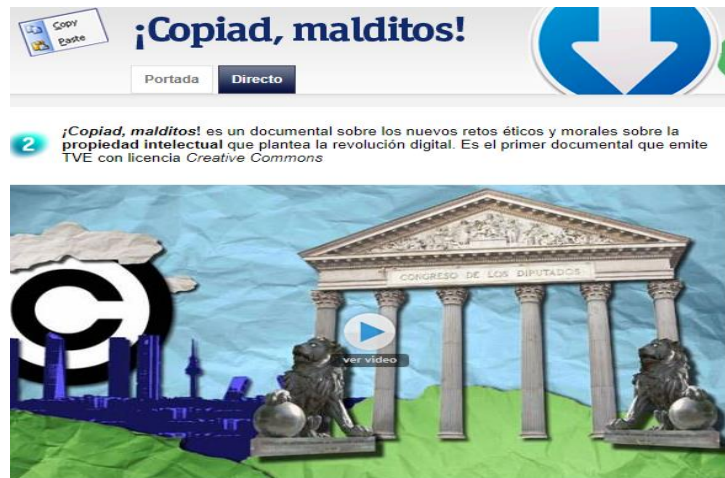 Copy
Paste
¡Copiad, malditos!
Portada Directo
2 ¡Copiad, malditos! es un documental sobre los nuevos retos éticos y morales sobre la
propiedad intelectual que plantea la revolución digital. Es el primer documental que emite
TVE con licencia Creative Commons
CONGRESO DE LOS DIPUTADOS
C
ver vídeo